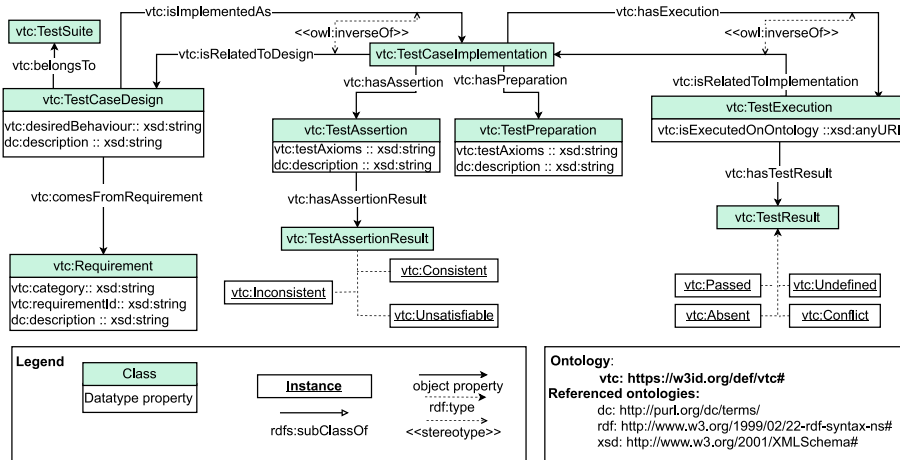 vtc:isImplementedAs
vtc:hasExecution
vtc:TestSuite
<<owl:inverseOf>>
<<owl:inverseOf>>
vtc:isRelatedToDesign
vtc:TestCaseImplementation
vtc:belongsTo
vtc:hasAssertion
vtc:hasPreparation
vtc:isRelatedToImplementation
vtc:TestCaseDesign
vtc:desiredBehaviour:: xsd:string
dc:description :: xsd:string
vtc:TestAssertion
vtc:testAxioms :: xsd:string
dc:description :: xsd:string
vtc:TestPreparation
vtc:testAxioms :: xsd:string
dc:description :: xsd:string
vtc:TestExecution
vtc:isExecutedOnOntology ::xsd:anyURI
vtc:hasTestResult
vtc:comesFromRequirement
vtc:hasAssertionResult
vtc:TestResult
vtc:TestAssertionResult
vtc:Requirement
vtc:category:: xsd:string
vtc:requirementId:: xsd:string
dc:description :: xsd:string
vtc:Consistent
vtc:Inconsistent
vtc:Unsatisfiable
vtc:Passed
vtc:Undefined
vtc:Absent
vtc:Conflict
Legend
Class
Datatype property
Instance
rdfs:subClassOf
object property
rdf:type
<<stereotype>>
Ontology:
vtc: https://w3id.org/def/vtc#
Referenced ontologies:
dc: http://purl.org/dc/terms/
rdf: http://www.w3.org/1999/02/22-rdf-syntax-ns#
xsd: http://www.w3.org/2001/XMLSchema#